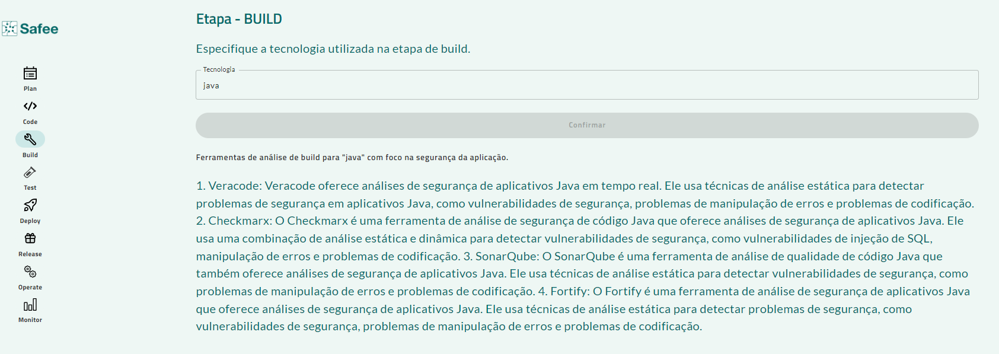 Safee
Plan
Code
Build
Test
Deploy
Release
Operate
Monitor
Etapa - BUILD
Especifique a tecnologia utilizada na etapa de build.
Tecnologia
java
Confirmar
Ferramentas de análise de build para "java" com foco na segurança da aplicação.
1. Veracode: Veracode oferece análises de segurança de aplicativos Java em tempo real. Ele usa técnicas de análise estática para detectar
problemas de segurança em aplicativos Java, como vulnerabilidades de segurança, problemas de manipulação de erros e problemas de codificação.
2. Checkmarx: O Checkmarx é uma ferramenta de análise de segurança de código Java que oferece análises de segurança de aplicativos Java. Ele
usa uma combinação de análise estática e dinâmica para detectar vulnerabilidades de segurança, como vulnerabilidades de injeção de SQL,
manipulação de erros e problemas de codificação. 3. SonarQube: O SonarQube é uma ferramenta de análise de qualidade de código Java que
também oferece análises de segurança de aplicativos Java. Ele usa técnicas de análise estática para detectar vulnerabilidades de segurança, como
problemas de manipulação de erros e problemas de codificação. 4. Fortify: O Fortify é uma ferramenta de análise de segurança de aplicativos Java
que oferece análises de segurança de aplicativos Java. Ele usa técnicas de análise estática para detectar problemas de segurança, como
vulnerabilidades de segurança, problemas de manipulação de erros e problemas de codificação.